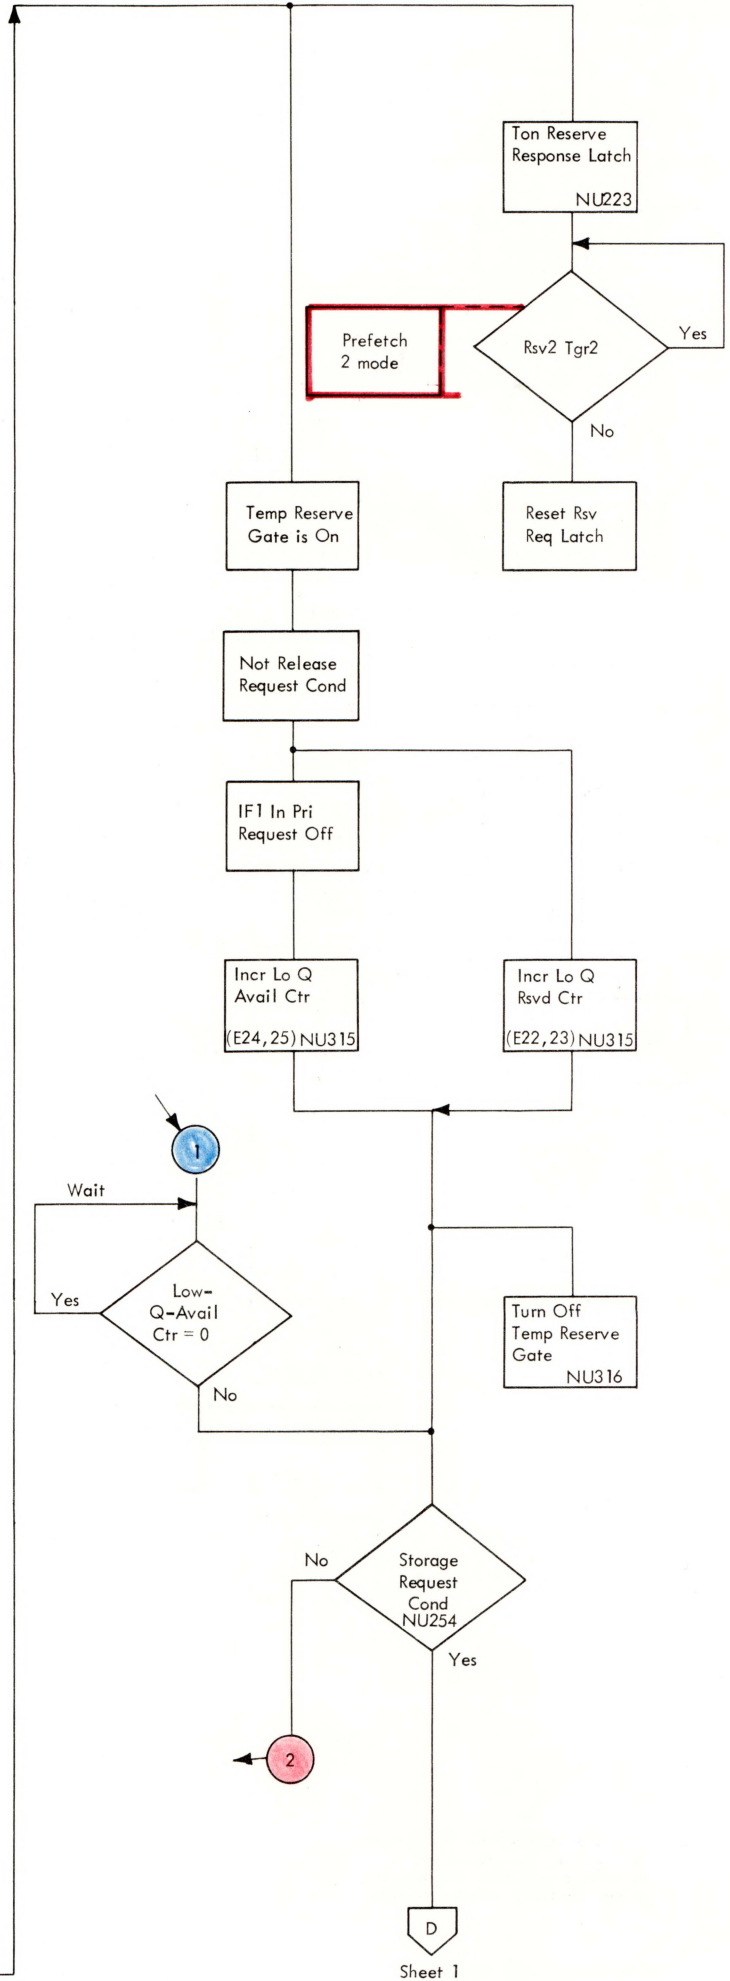 Ton Reserve
Response Latch
NU223
Prefetch
2 mode
Rsv2 Tgr2
Yes
No
Temp Reserve
Gate is On
Reset Rsv
Req Latch
Not Release
Request Cond
IF1 In Pri
Request Off
Incr Lo Q
Avail Ctr
(E24,25) NU315
Incr Lo Q
Rsvd Ctr
(E22,23) NU315
1
Wait
Yes
Low-
Q-Avail
Ctr = 0
No
Turn Off
Temp Reserve
Gate
NU316
No
Storage
Request
Cond
NU254
Yes
2
D
Sheet 1